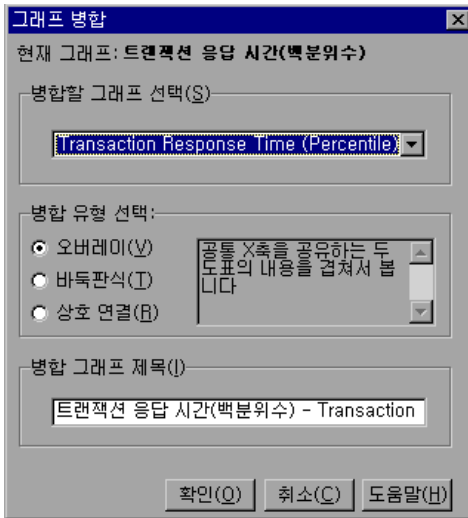 그래프 병합
현재 그래프: 트랜잭션 응답 시간(백분위수)
병합할 그래프 선택(S)
Transaction Response Time (Percentile)
병합 유형 선택:
오버레이(V)
바둑판식(T)
상호 연결(R)
공통 X축을 공유하는 두
도표의 내용을 겹쳐서 봅
니다
병합 그래프 제목(I)
트랜잭션 응답 시간(백분위수) - Transaction
확인(O) 취소(C) 도움말(H)